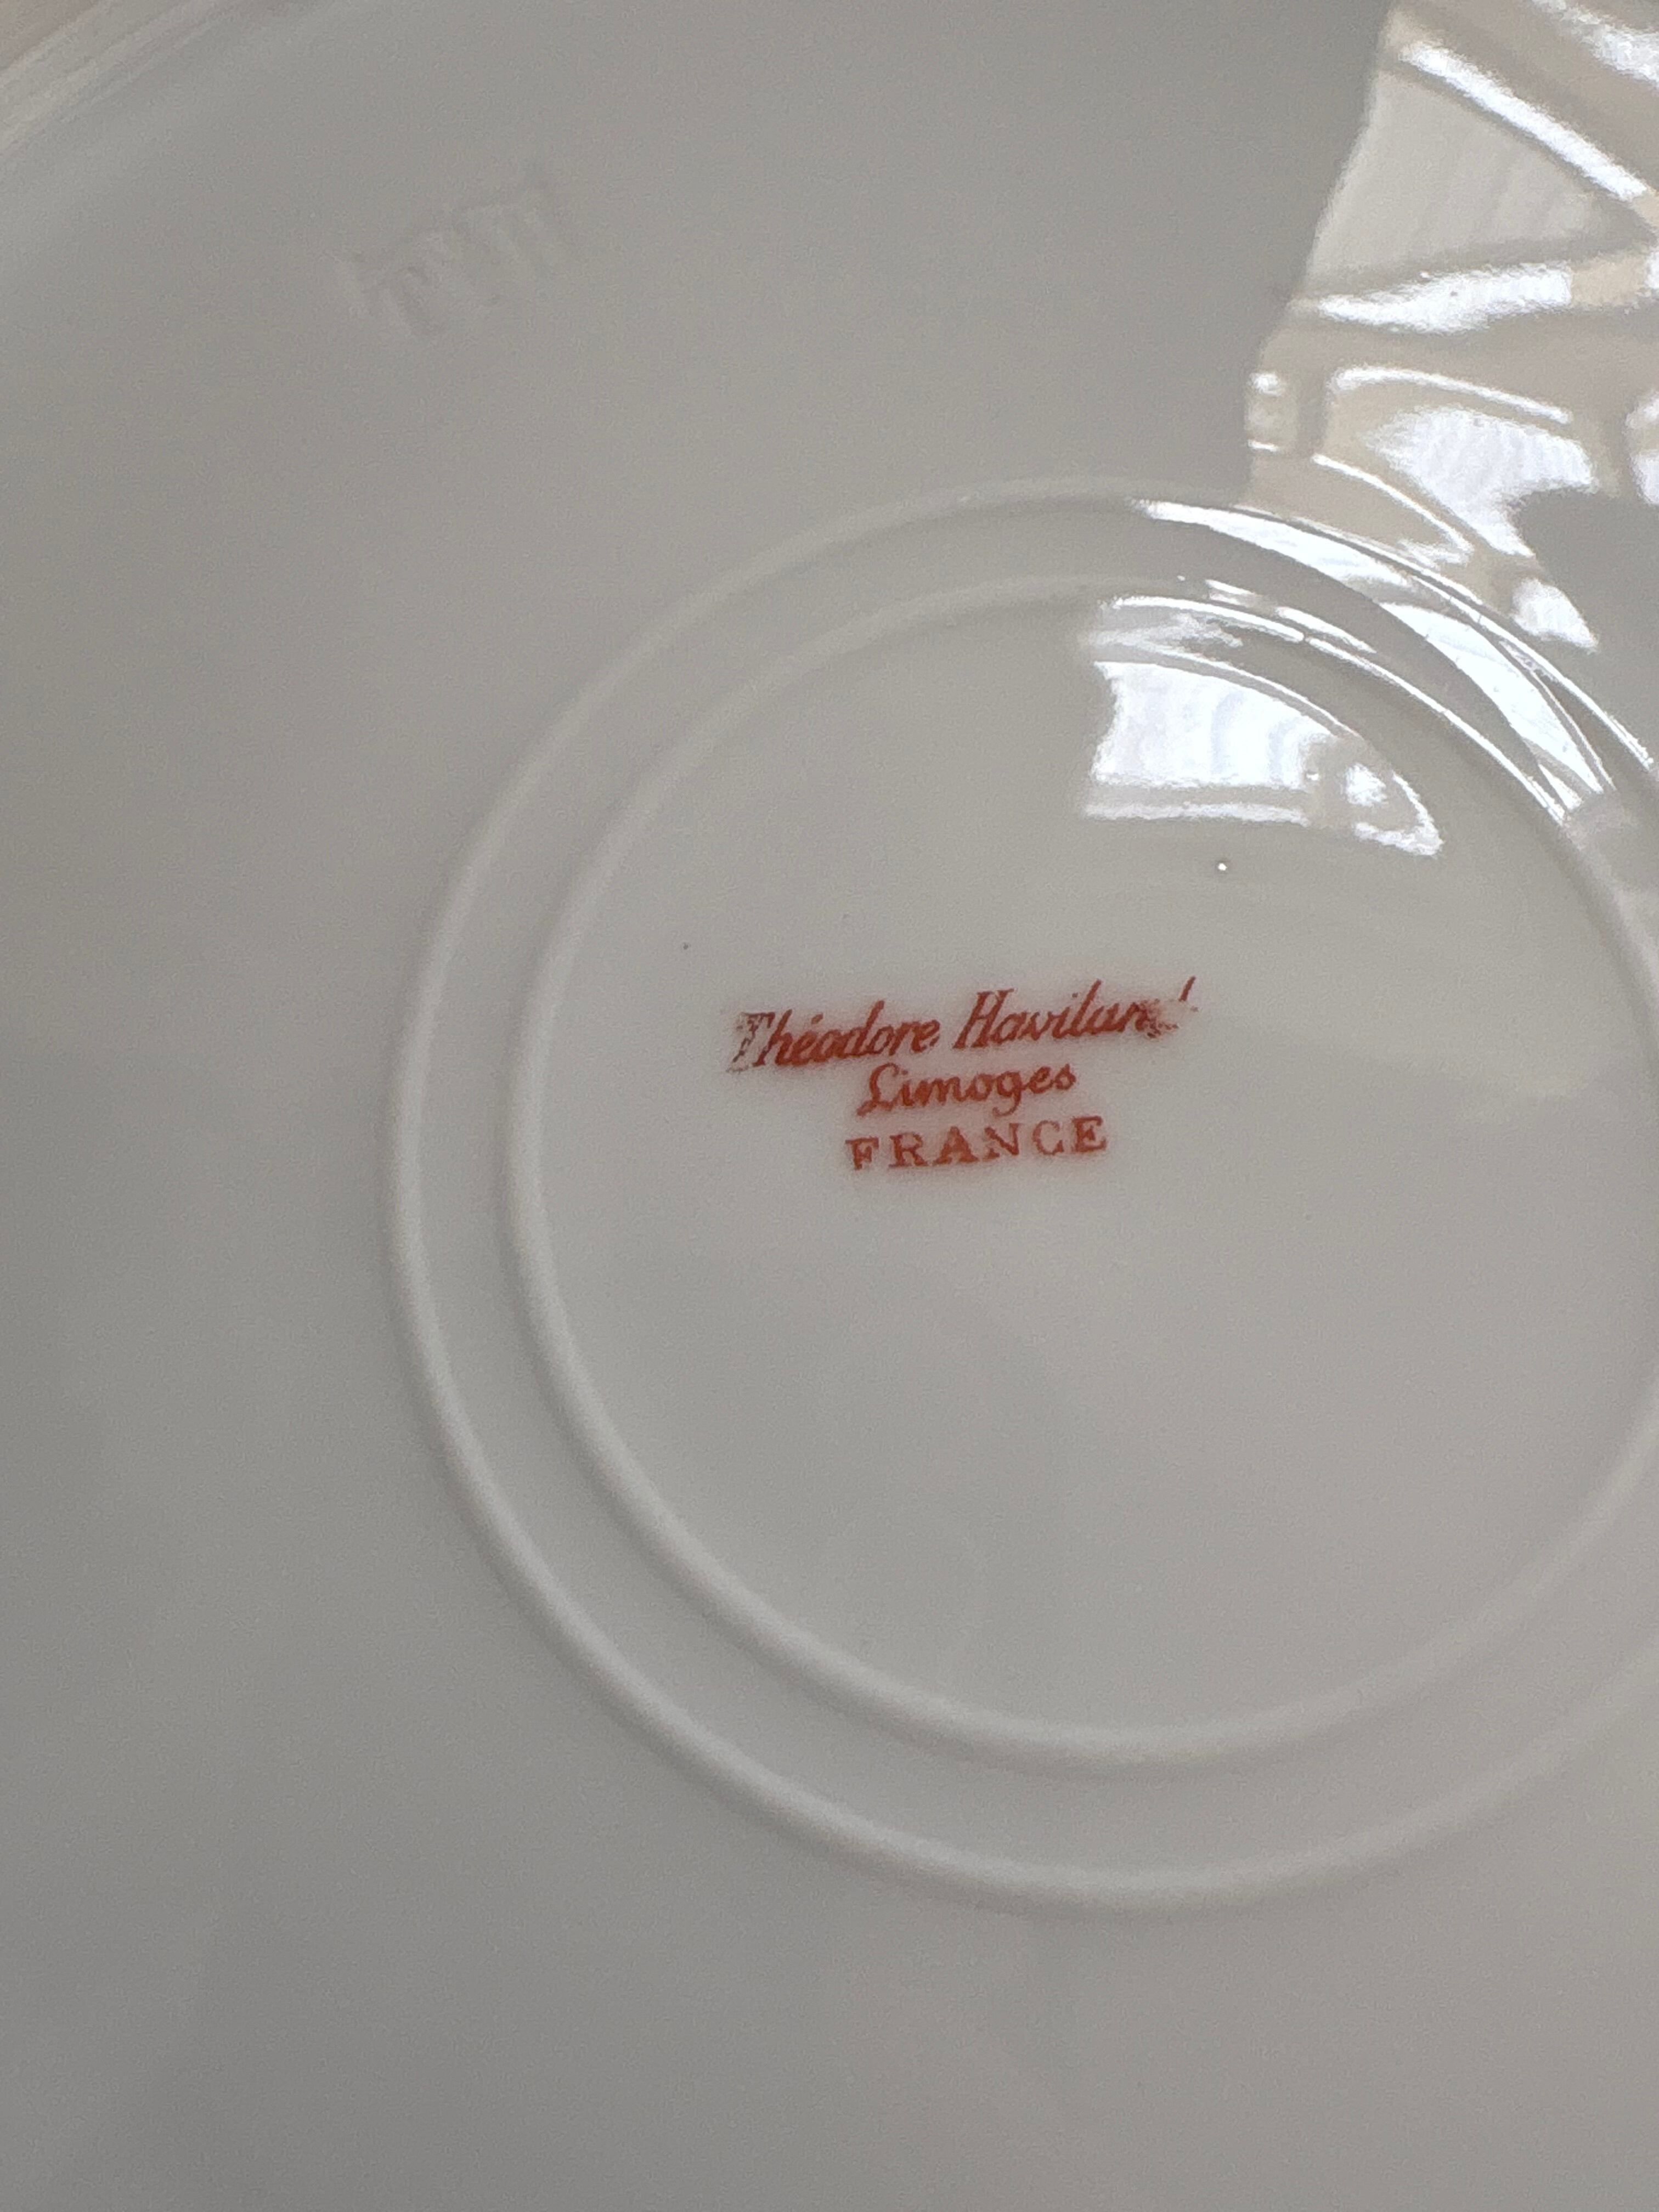 Théodore Haviland
Limoges
FRANCE